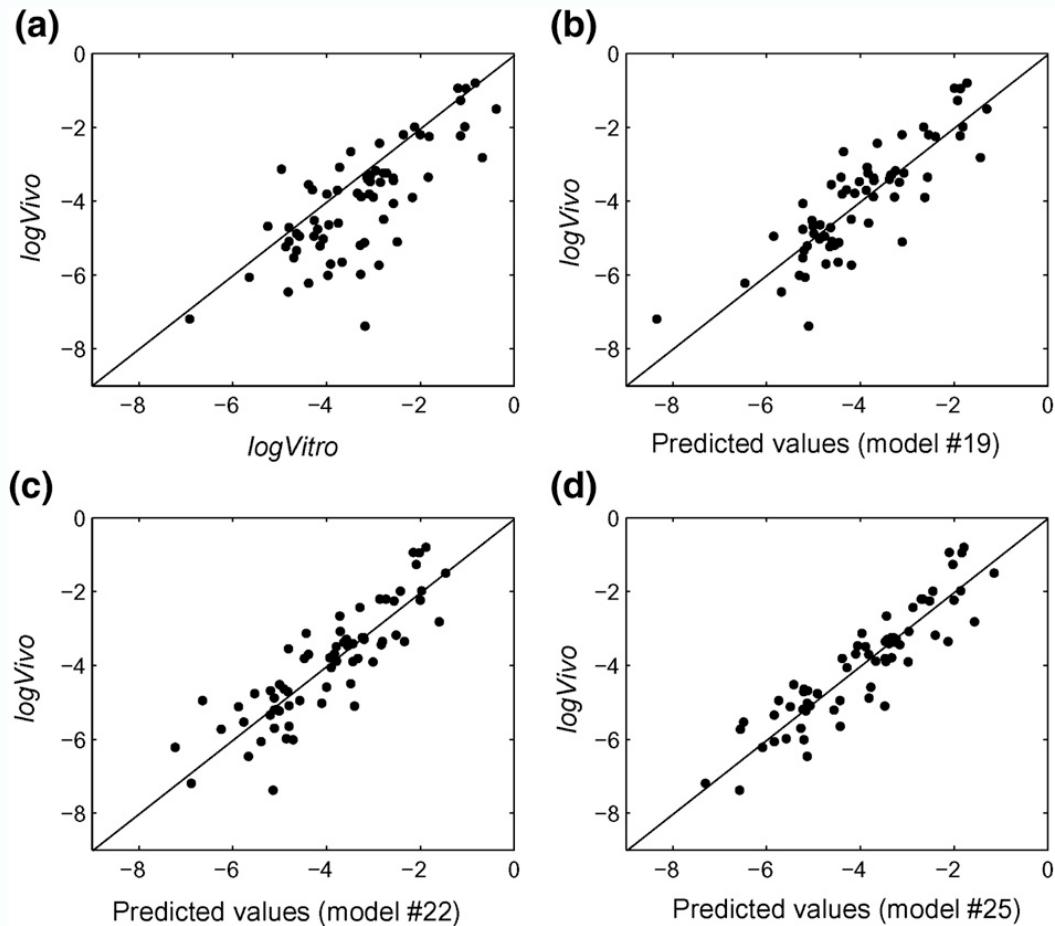 (a)
0
−2
−4
−6
−8
logVivo
−8 −6 −4 −2 0
logVitro
(b)
0
−2
−4
−6
−8
logVivo
−8 −6 −4 −2 0
Predicted values (model #19)
(c)
0
−2
−4
−6
−8
logVivo
−8 −6 −4 −2 0
Predicted values (model #22)
(d)
0
−2
−4
−6
−8
logVivo
−8 −6 −4 −2 0
Predicted values (model #25)